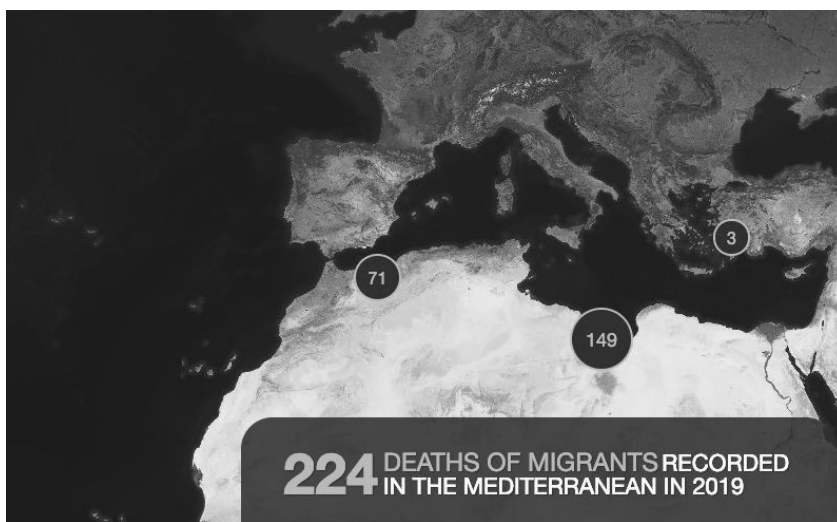 3
71
149
224 DEATHS OF MIGRANTS RECORDED
IN THE MEDITERRANEAN IN 2019